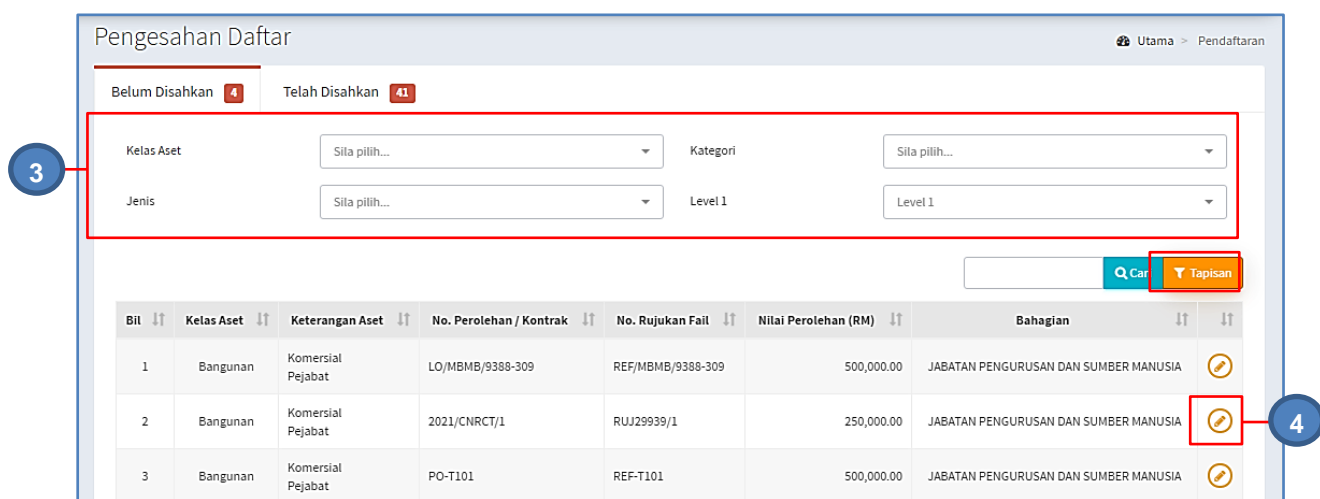 Pengesahan Daftar
Utama > Pendaftaran
Belum Disahkan 4 Telah Disahkan 41
3
Kelas Aset Sila pilih... Kategori Sila pilih...
Jenis Sila pilih... Level 1 Level 1
Tapisan
Bil Kelas Aset Keterangan Aset No. Perolehan / Kontrak No. Rujukan Fail Nilai Perolehan (RM) Bahagian
1 Bangunan Komersial Pejabat LO/MBMB/9388-309 REF/MBMB/9388-309 500,000.00 JABATAN PENGURUSAN DAN SUMBER MANUSIA
2 Bangunan Komersial Pejabat 2021/CNRCT/1 RUJ29939/1 250,000.00 JABATAN PENGURUSAN DAN SUMBER MANUSIA
4
3 Bangunan Komersial Pejabat PO-T101 REF-T101 500,000.00 JABATAN PENGURUSAN DAN SUMBER MANUSIA